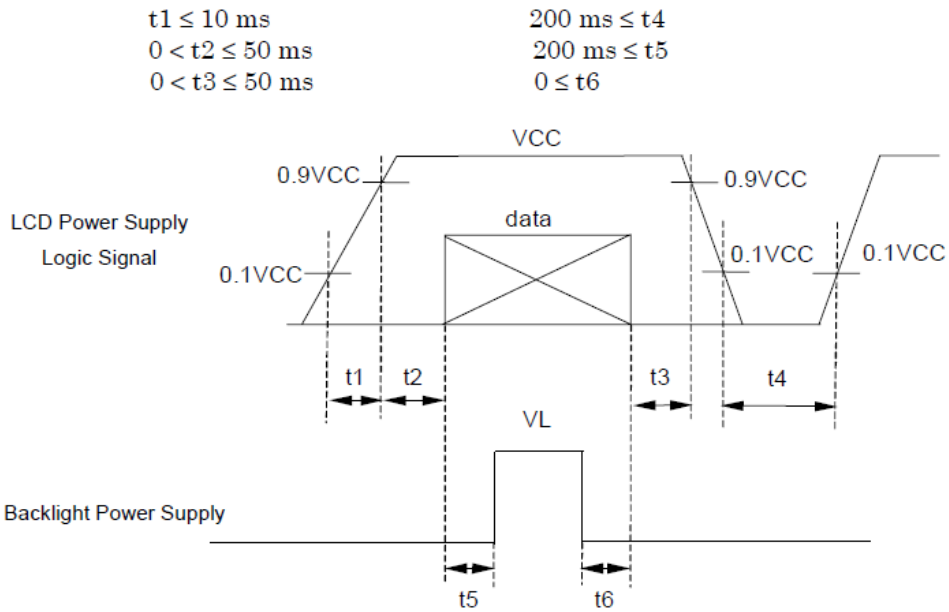 t1 ≤ 10 ms 200 ms ≤ t4
0 < t2 ≤ 50 ms 200 ms ≤ t5
0 < t3 ≤ 50 ms 0 ≤ t6
VCC
0.9VCC 0.9VCC
LCD Power Supply
Logic Signal
data
0.1VCC 0.1VCC 0.1VCC
t1 t2 t3 t4
VL
Backlight Power Supply
t5 t6